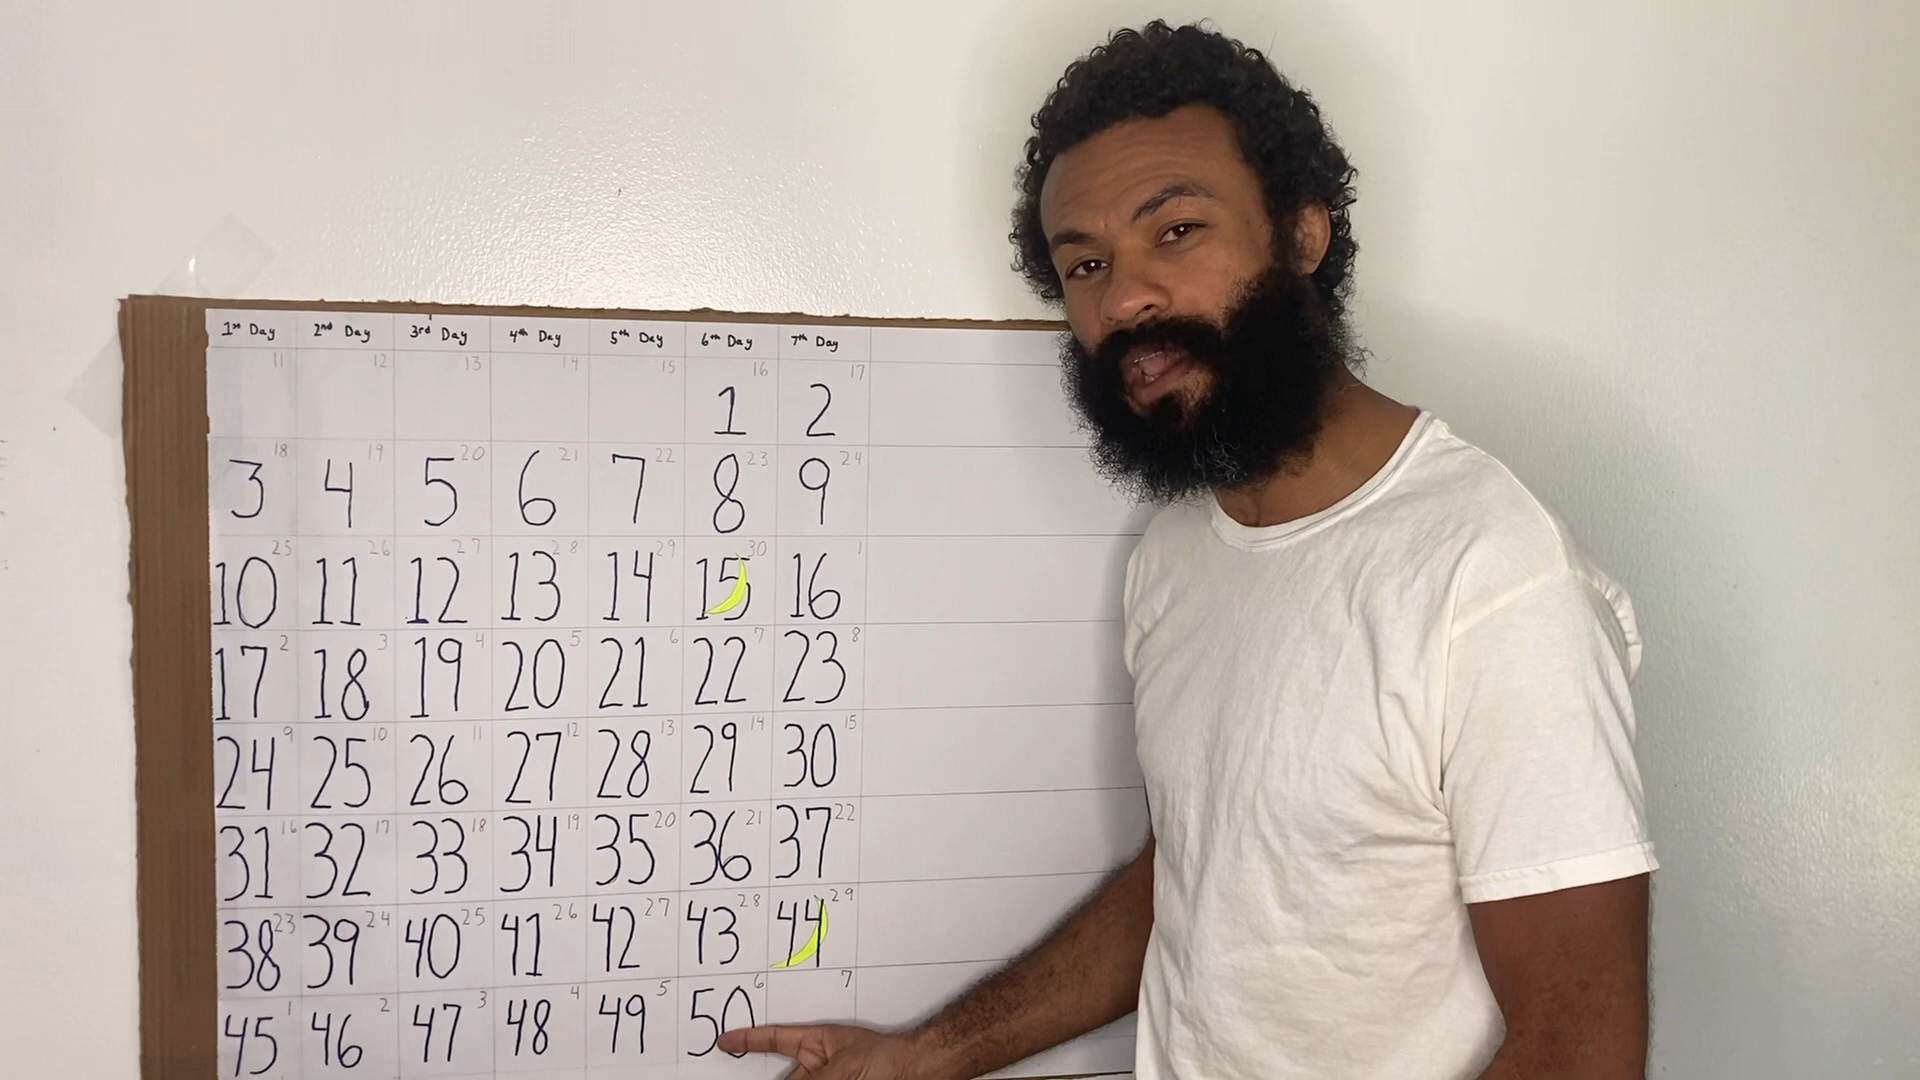 1st Day 2nd Day 3rd Day 4th Day 5th Day 6th Day 7th Day
11 12 13 14 15 16 17
1 2
18 19 20 21 22 23 24
3 4 5 6 7 8 9
25 26 27 28 29 30 1
10 11 12 13 14 15 16
2 3 4 5 6 7 8
17 18 19 20 21 22 23
9 10 11 12 13 14 15
24 25 26 27 28 29 30
16 17 18 19 20 21 22
31 32 33 34 35 36 37
23 24 25 26 27 28 29
38 39 40 41 42 43 44
1 2 3 4 5 6 7
45 46 47 48 49 50